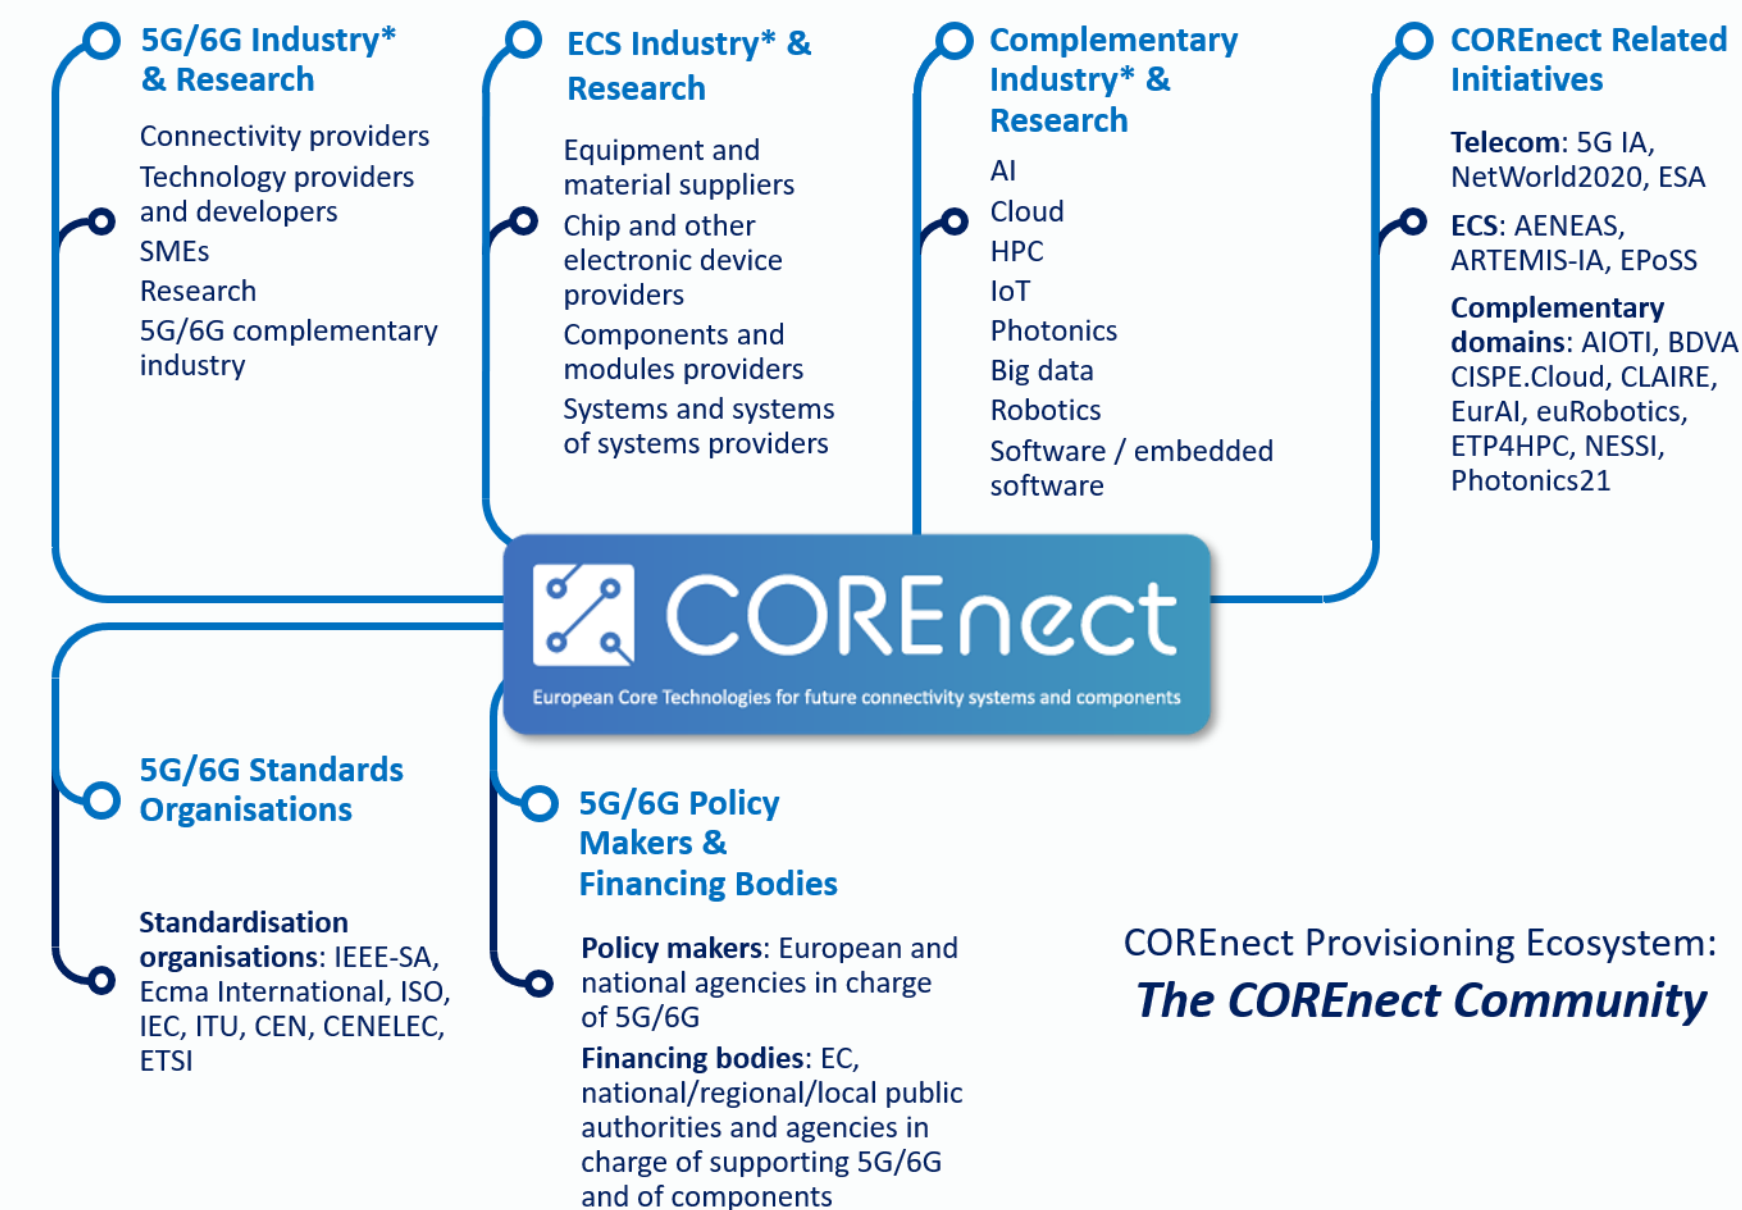 5G/6G Industry*
& Research
Connectivity providers
Technology providers
and developers
SMEs
Research
5G/6G complementary
industry
ECS Industry* &
Research
Equipment and
material suppliers
Chip and other
electronic device
providers
Components and
modules providers
Systems and systems
of systems providers
Complementary
Industry* &
Research
AI
Cloud
HPC
IoT
Photonics
Big data
Robotics
Software / embedded
software
COREnect Related
Initiatives
Telecom: 5G IA,
NetWorld2020, ESA
ECS: AENEAS,
ARTEMIS-IA, EPoSS
Complementary
domains: AIOTI, BDVA
CISPE.Cloud, CLAIRE,
EurAI, euRobotics,
ETP4HPC, NESSI,
Photonics21
COREnect
European Core Technologies for future connectivity systems and components
5G/6G Standards
Organisations
Standardisation
organisations: IEEE-SA,
Ecma International, ISO,
IEC, ITU, CEN, CENELEC,
ETSI
5G/6G Policy
Makers &
Financing Bodies
Policy makers: European and
national agencies in charge
of 5G/6G
Financing bodies: EC,
national/regional/local public
authorities and agencies in
charge of supporting 5G/6G
and of components
COREnect Provisioning Ecosystem:
The COREnect Community